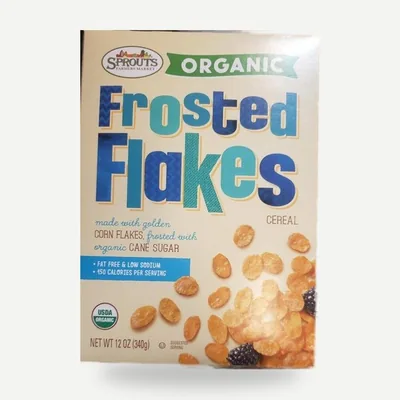 SPROUTS
FARMERS MARKET
ORGANIC
Frosted
Flakes
CEREAL
made with golden
CORN FLAKES, frosted with
organic CANE SUGAR
• FAT FREE & LOW SODIUM
• 150 CALORIES PER SERVING
USDA
ORGANIC
NET WT 12 OZ (340g)